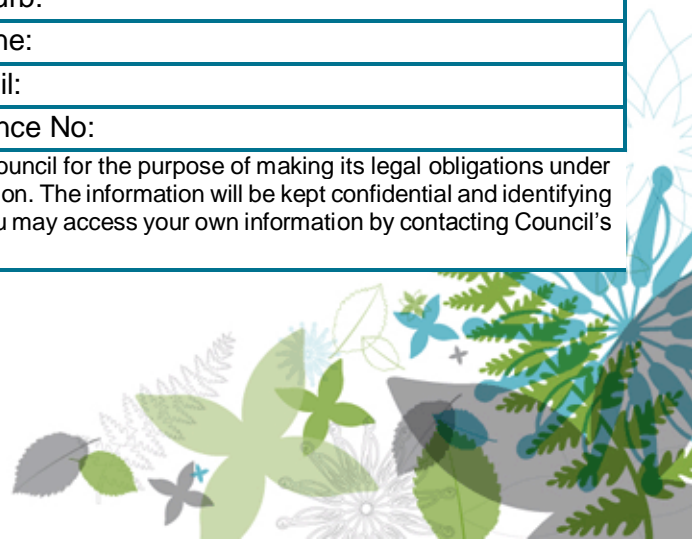 urb:
ne:
il:
nce No:
ouncil for the purpose of making its legal obligations under
on. The information will be kept confidential and identifying
u may access your own information by contacting Council's